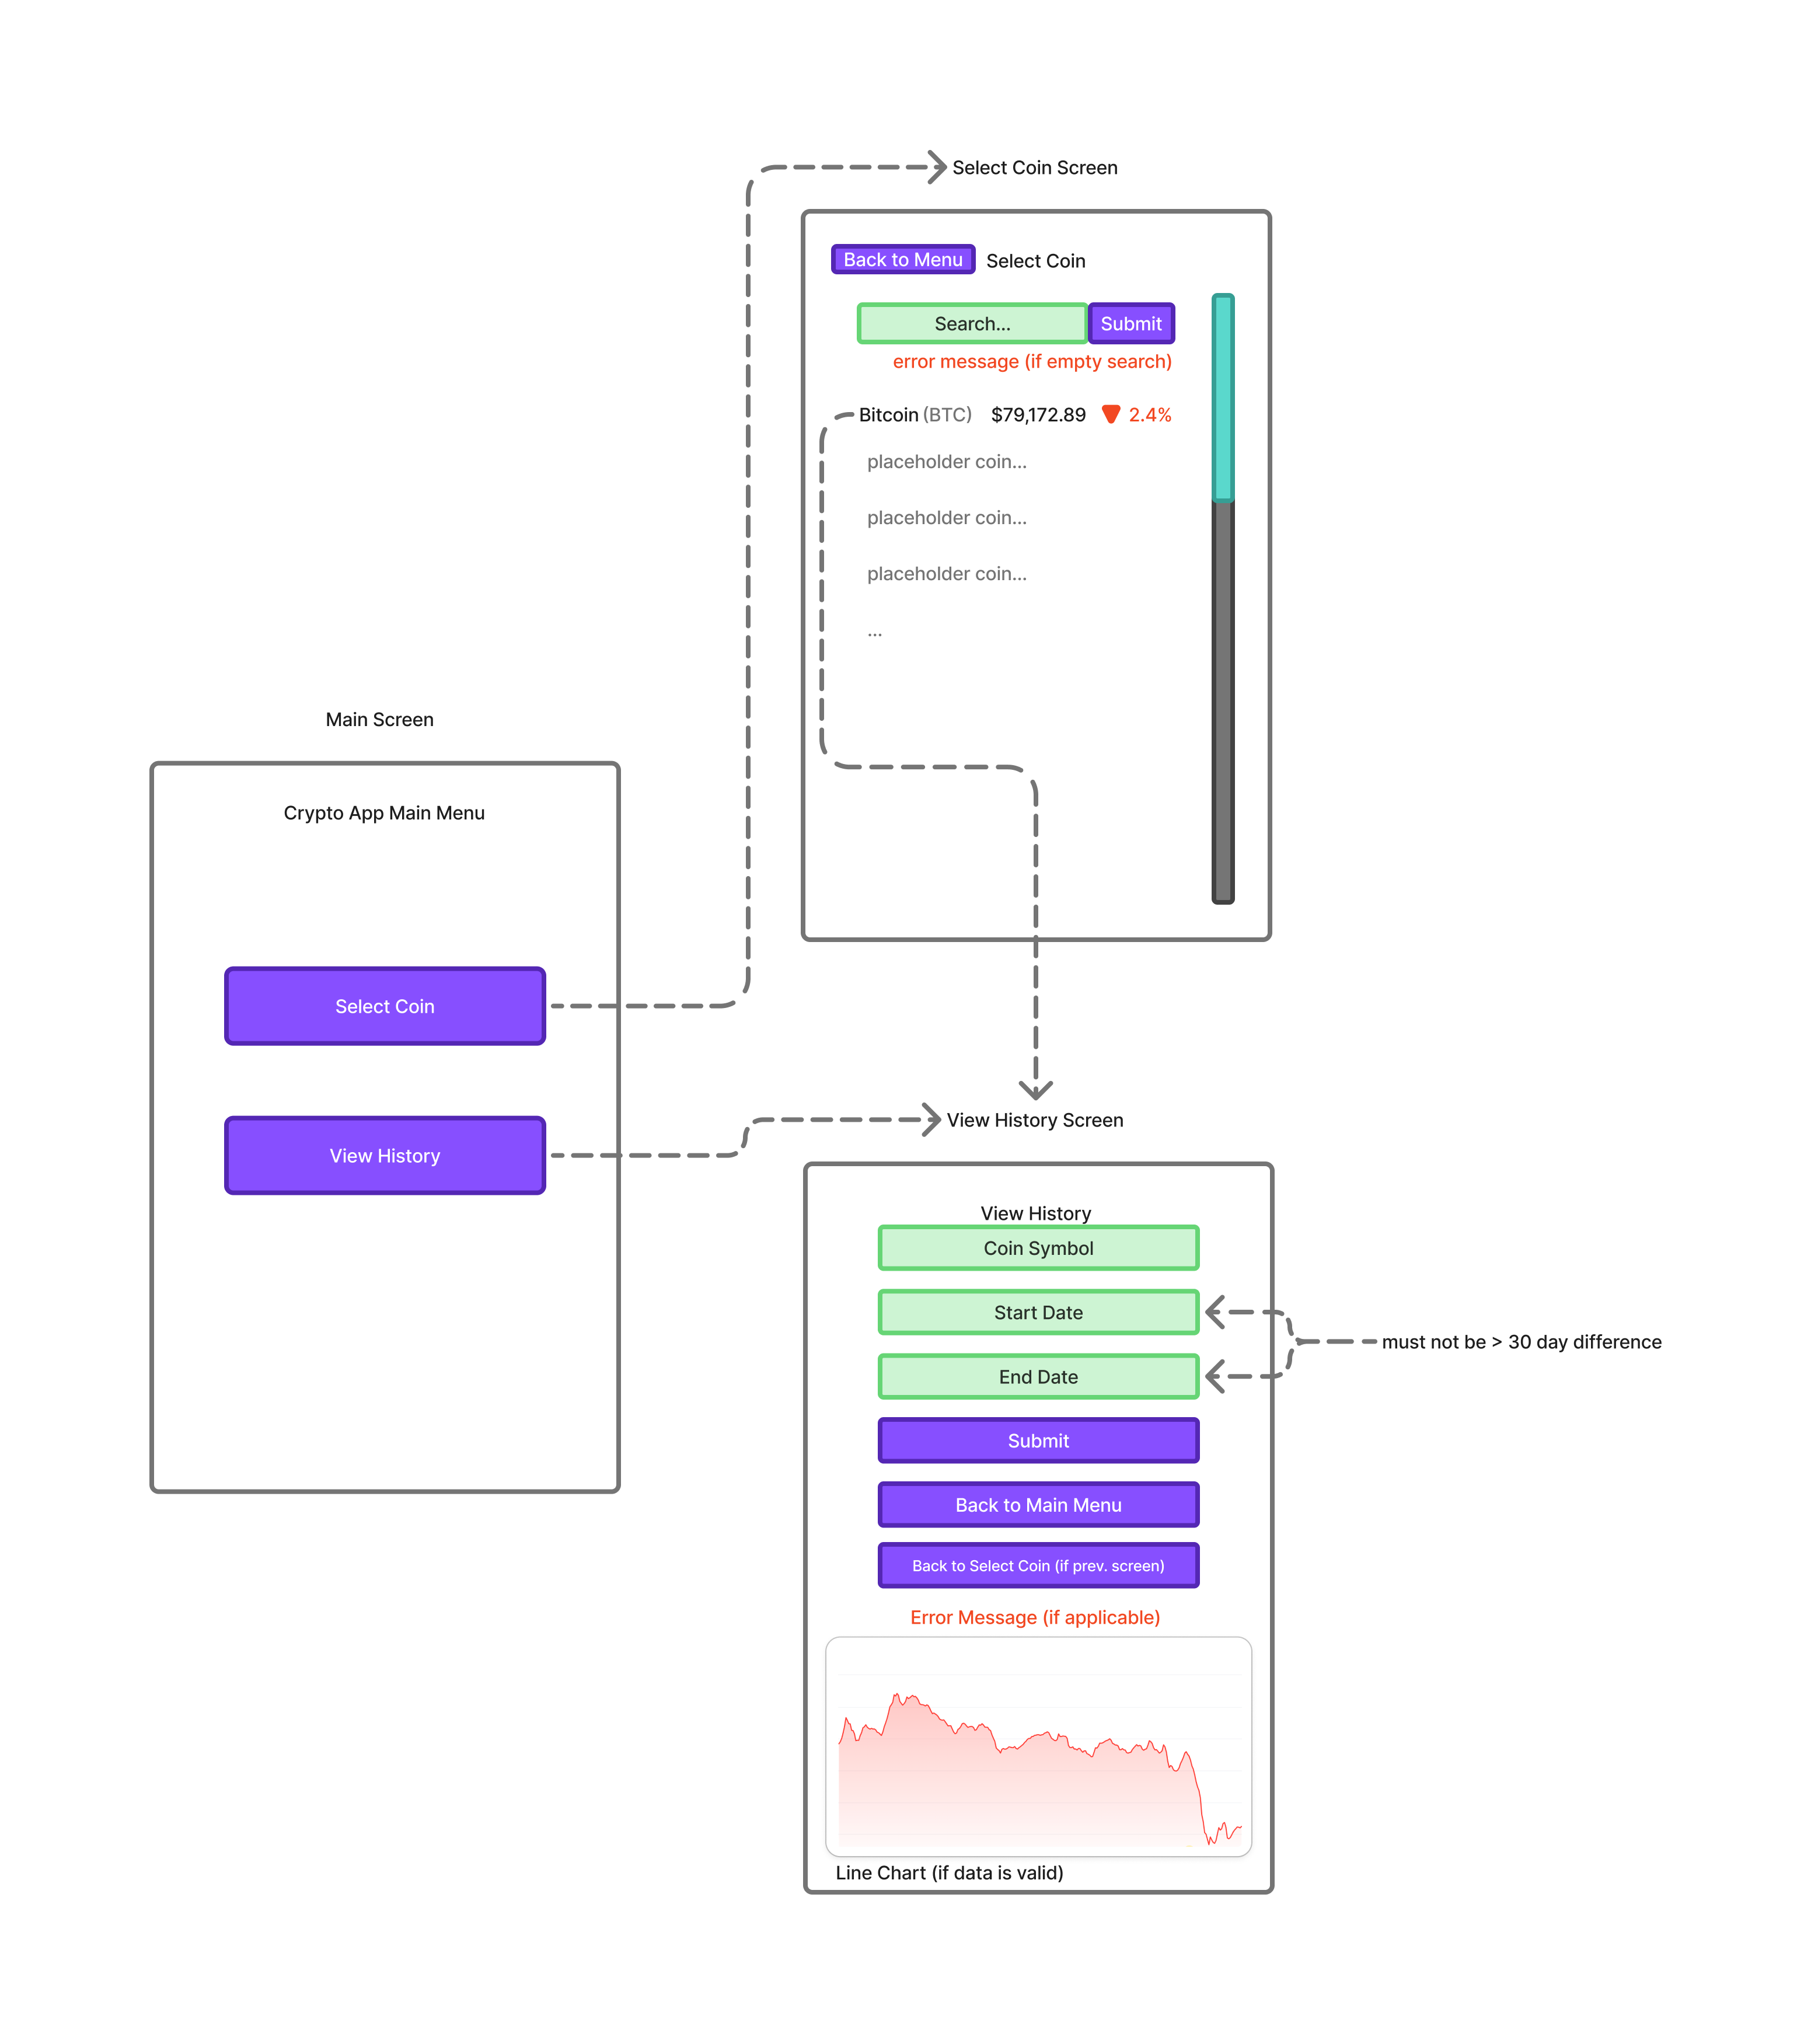 Select Coin Screen
Back to Menu Select Coin
Search... Submit
error message (if empty search)
Bitcoin (BTC) $79,172.89 2.4%
placeholder coin...
placeholder coin...
placeholder coin...
...
Main Screen
Crypto App Main Menu
Select Coin
View History
View History Screen
View History
Coin Symbol
Start Date
must not be > 30 day difference
End Date
Submit
Back to Main Menu
Back to Select Coin (if prev. screen)
Error Message (if applicable)
Line Chart (if data is valid)